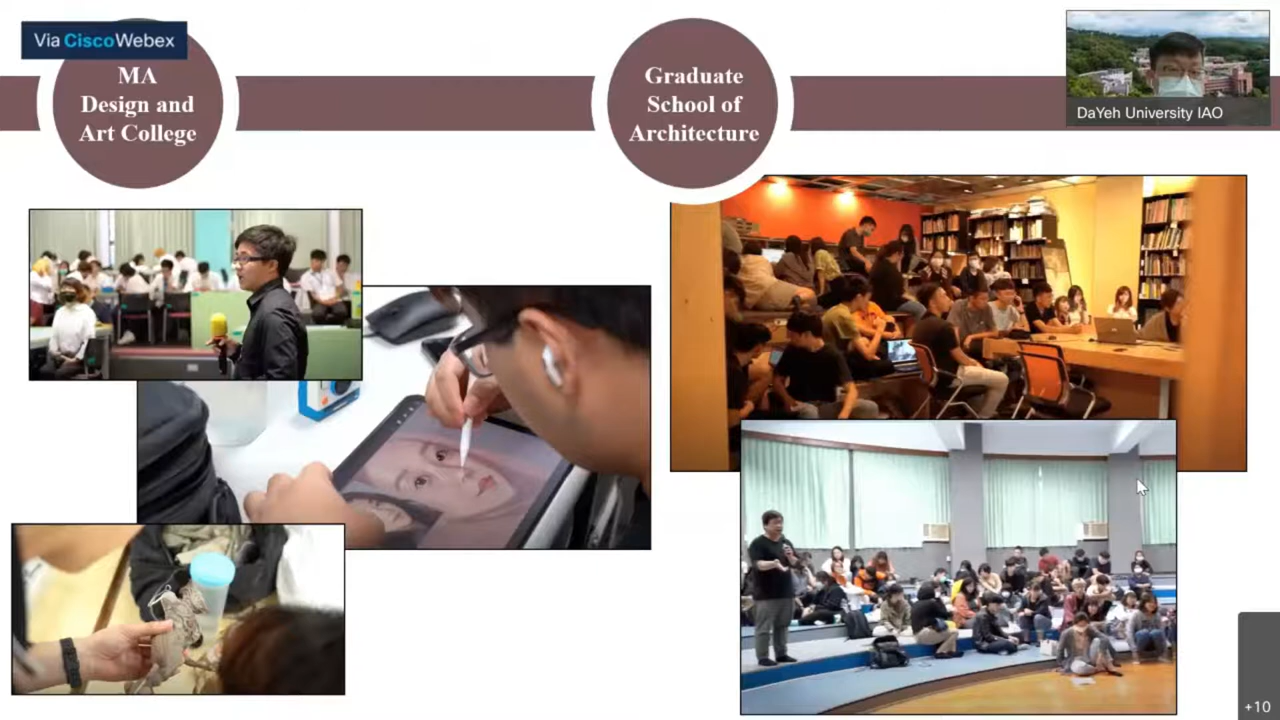 Via CiscoWebex
MA
Design and
Art College
Graduate
School of
Architecture
DaYeh University IAO
+10